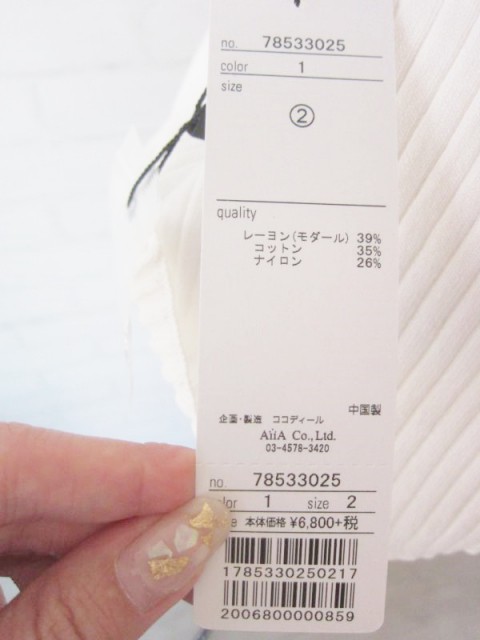 no. 78533025
color 1
size
②
quality
レーヨン(モダール) 39%
コットン 35%
ナイロン 26%
中国製
企画・製造 ココディール
AiiA Co.,Ltd.
03-4578-3420
no. 78533025
1 size 2
本体価格 ¥6,800+税
1785330250217
2006800000859